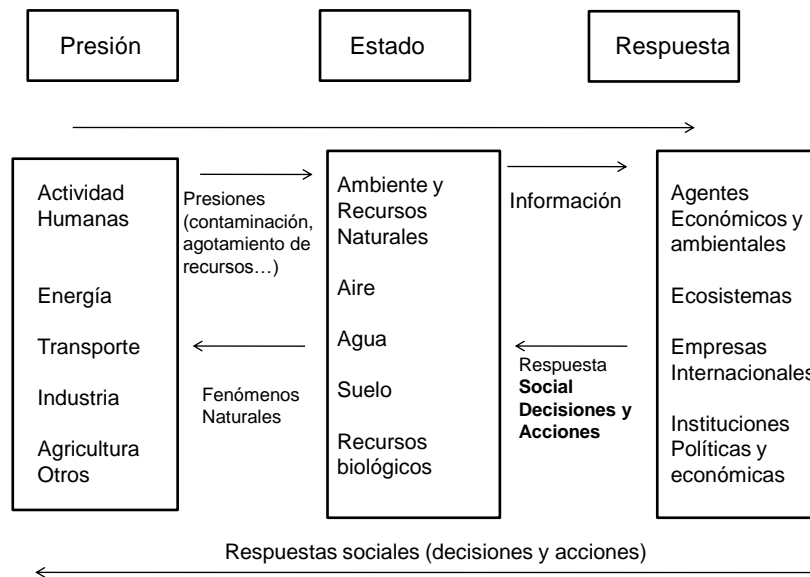 Presión
Estado
Respuesta
Actividad
Humanas
Energía
Transporte
Industria
Agricultura
Otros
Presiones
(contaminación,
agotamiento de
recursos…)
Fenómenos
Naturales
Ambiente y
Recursos
Naturales
Aire
Agua
Suelo
Recursos
biológicos
Información
Respuesta
Social
Decisiones y
Acciones
Agentes
Económicos y
ambientales
Ecosistemas
Empresas
Internacionales
Instituciones
Políticas y
económicas
Respuestas sociales (decisiones y acciones)